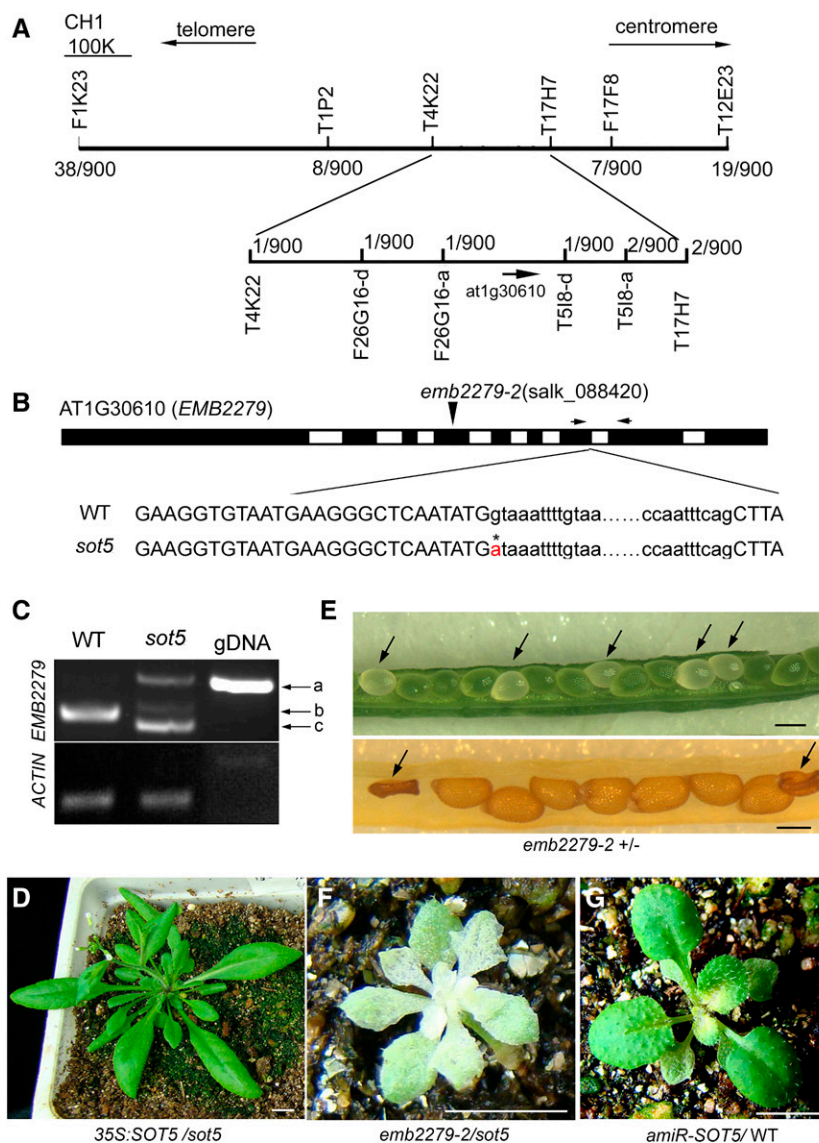 A
CH1
100K
telomere
centromere
F1K23
T1P2
T4K22
T17H7
F17F8
T12E23
38/900
8/900
7/900
19/900
1/900
1/900
1/900
1/900
2/900
2/900
at1g30610
T4K22
F26G16-d
F26G16-a
T5I8-d
T5I8-a
T17H7
B
emb2279-2(salk_088420)
AT1G30610 (EMB2279)
WT GAAGGTGTAATGAAGGGCTCAATATGgtaaattttgtaa......ccaatttcagCTTA
*
sot5 GAAGGTGTAATGAAGGGCTCAATATGataaattttgtaa......ccaatttcagCTTA
C
WT sot5 gDNA
EMB2279
a
b
c
ACTIN
E
emb2279-2 +/-
D
35S:SOT5 /sot5
F
emb2279-2/sot5
G
amiR-SOT5/ WT